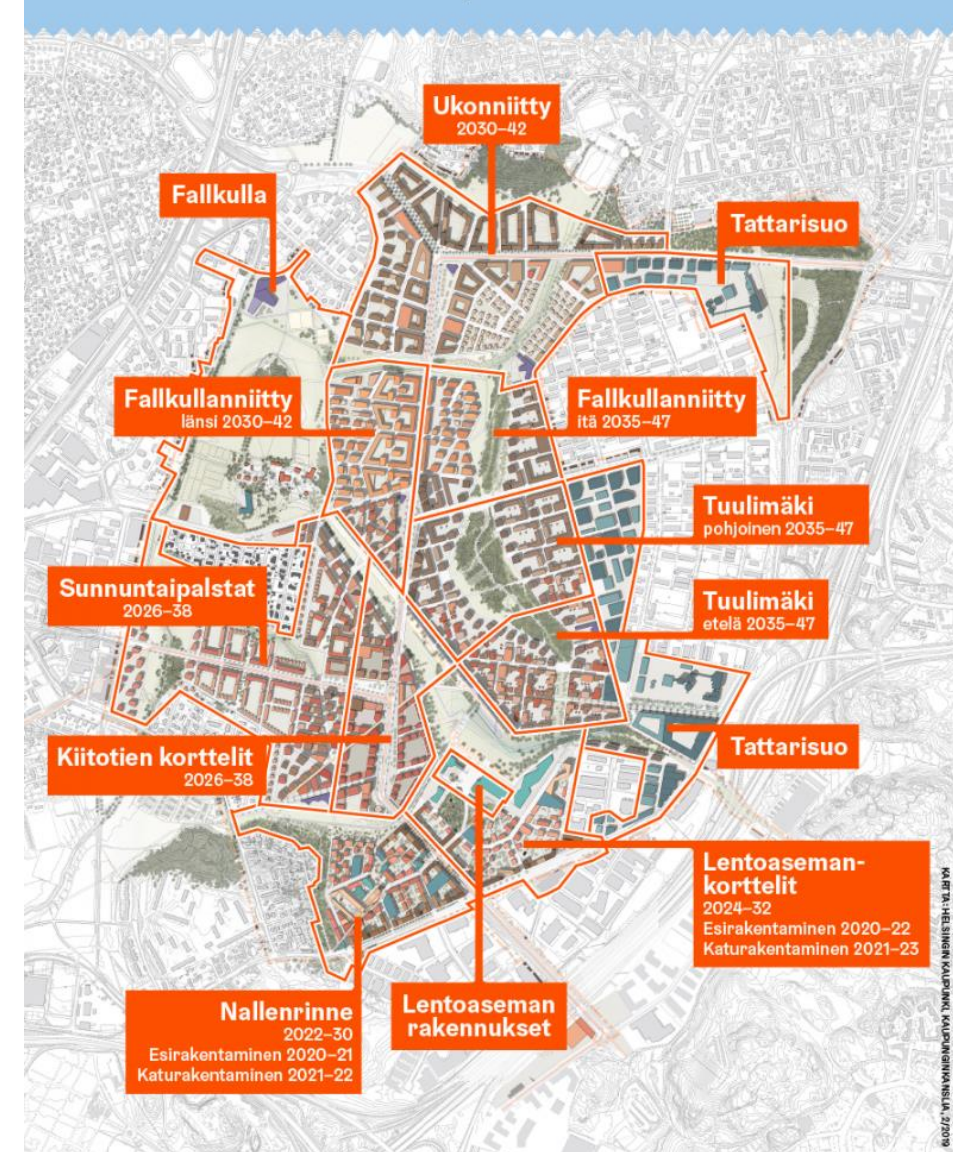 Ukonniitty
2030–42
Fallkulla
Tattarisuo
Fallkullanniitty
länsi 2030–42
Fallkullanniitty
itä 2035–47
Tuulimäki
pohjoinen 2035–47
Sunnuntaipalstat
2026–38
Tuulimäki
etelä 2035–47
Kiitotien korttelit
2026–38
Tattarisuo
Lentoaseman-
korttelit
2024–32
Esirakentaminen 2020–22
Katurakentaminen 2021–23
Nallenrinne
2022–30
Esirakentaminen 2020–21
Katurakentaminen 2021–22
Lentoaseman
rakennukset
KARTTA: HELSINGIN KAUPUNKI, KAUPUNGINKANSLIA, 2/2019